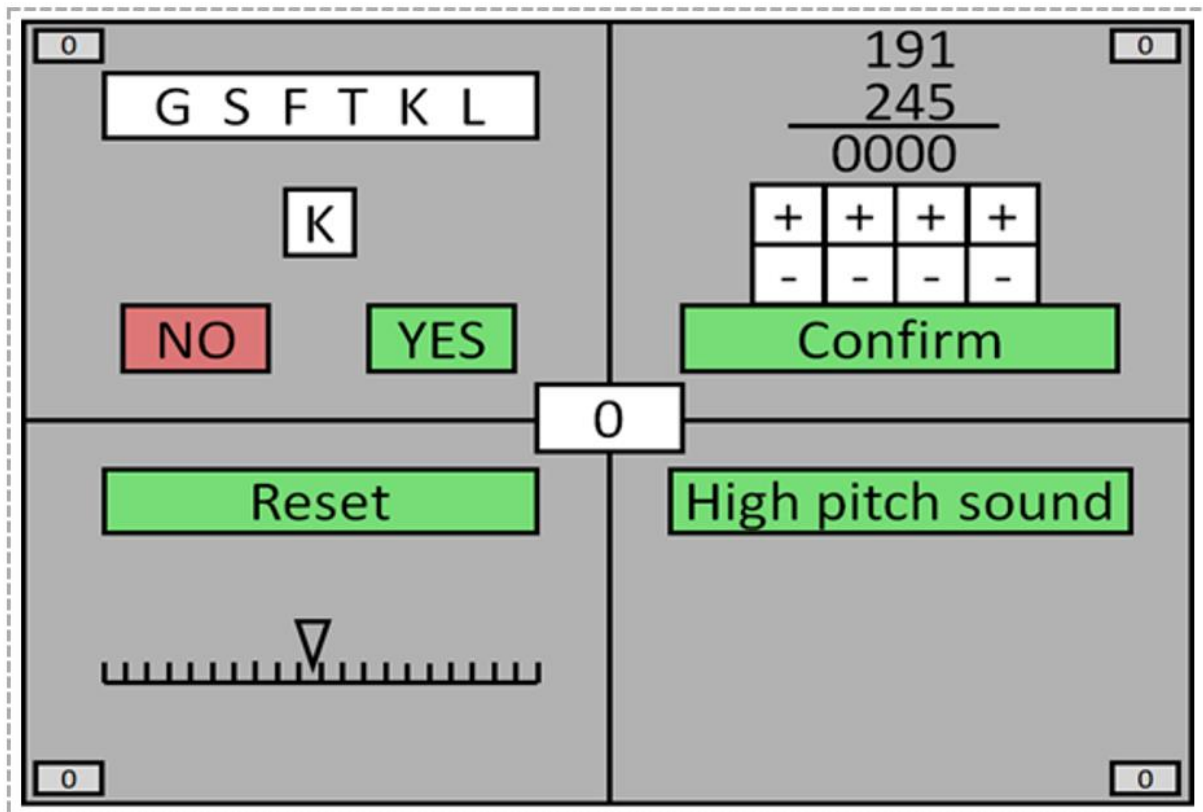 0
G S F T K L
K
NO YES
191
245
0000
+ + + +
- - - -
Confirm
0
0
Reset
0
High pitch sound
0